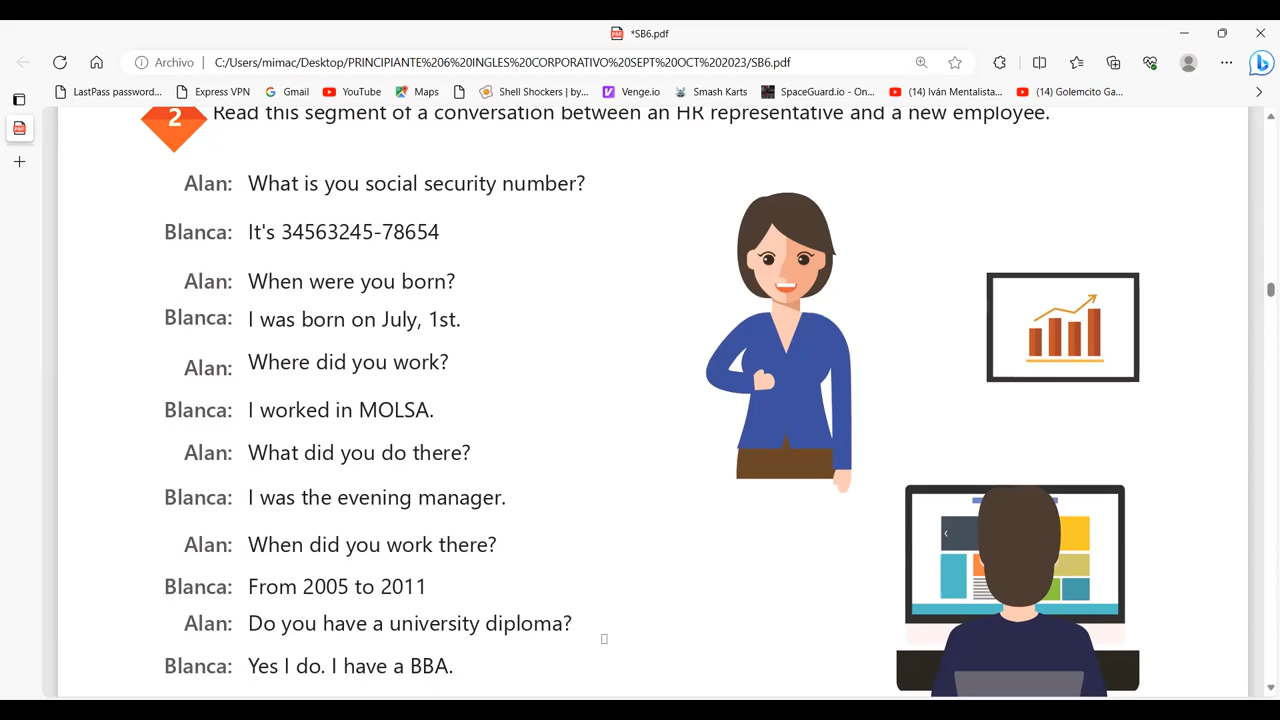 *SB6.pdf
Archivo C:/Users/mimac/Desktop/PRINCIPIANTE%206%20INGLES%20CORPORATIVO%20SEPT%20OCT%202023/SB6.pdf
LastPass password... Express VPN Gmail YouTube Maps Shell Shockers | by... Venge.io Smash Karts SpaceGuard.io - On... (14) Iván Mentalista... (14) Golemcito Ga...
2 Read this segment of a conversation between an HR representative and a new employee.
Alan: What is you social security number?
Blanca: It's 34563245-78654
Alan: When were you born?
Blanca: I was born on July, 1st.
Alan: Where did you work?
Blanca: I worked in MOLSA.
Alan: What did you do there?
Blanca: I was the evening manager.
Alan: When did you work there?
Blanca: From 2005 to 2011
Alan: Do you have a university diploma?
Blanca: Yes I do. I have a BBA.